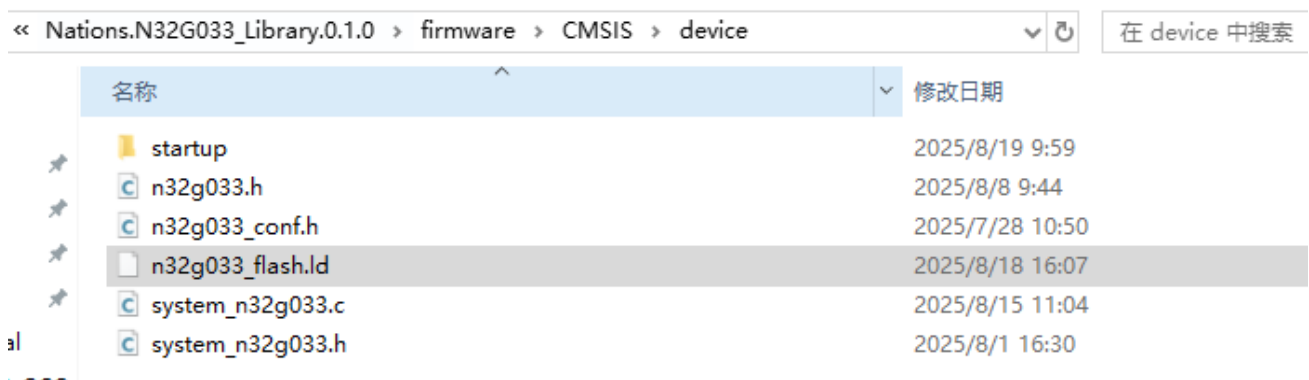 « Nations.N32G033_Library.0.1.0 > firmware > CMSIS > device 在 device 中搜索
名称 修改日期
startup 2025/8/19 9:59
n32g033.h 2025/8/8 9:44
n32g033_conf.h 2025/7/28 10:50
n32g033_flash.ld 2025/8/18 16:07
system_n32g033.c 2025/8/15 11:04
al system_n32g033.h 2025/8/1 16:30